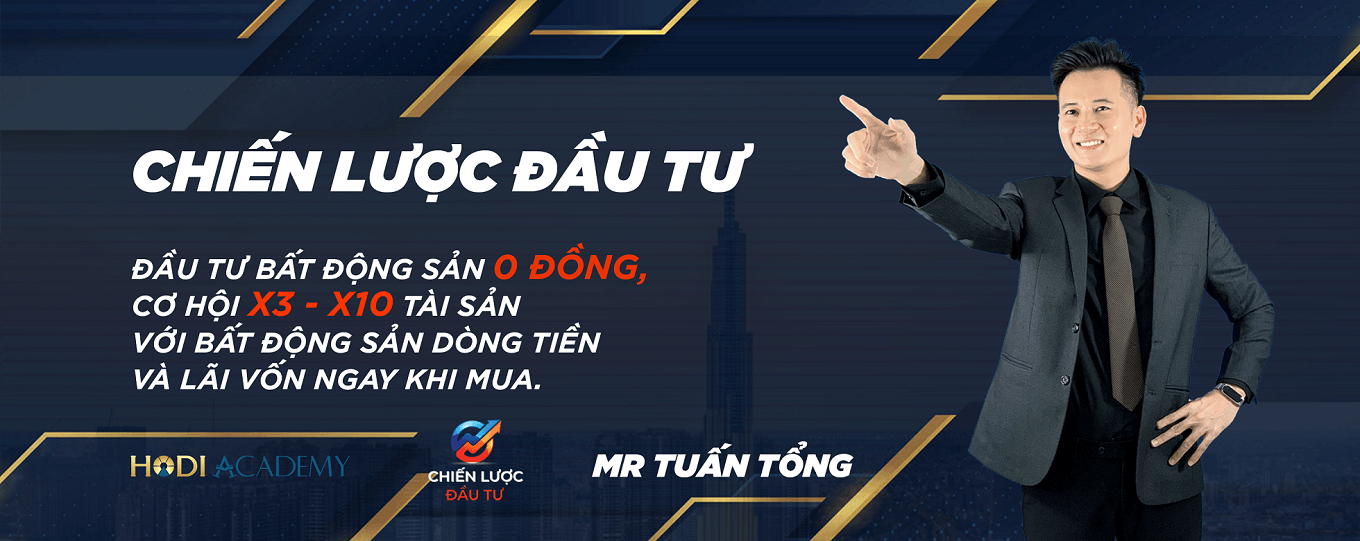 CHIẾN LƯỢC ĐẦU TƯ
ĐẦU TƯ BẤT ĐỘNG SẢN 0 ĐỒNG,
CƠ HỘI X3 - X10 TÀI SẢN
VỚI BẤT ĐỘNG SẢN DÒNG TIỀN
VÀ LÃI VỐN NGAY KHI MUA.
HODI ACADEMY
CHIẾN LƯỢC
ĐẦU TƯ
MR TUẤN TỔNG